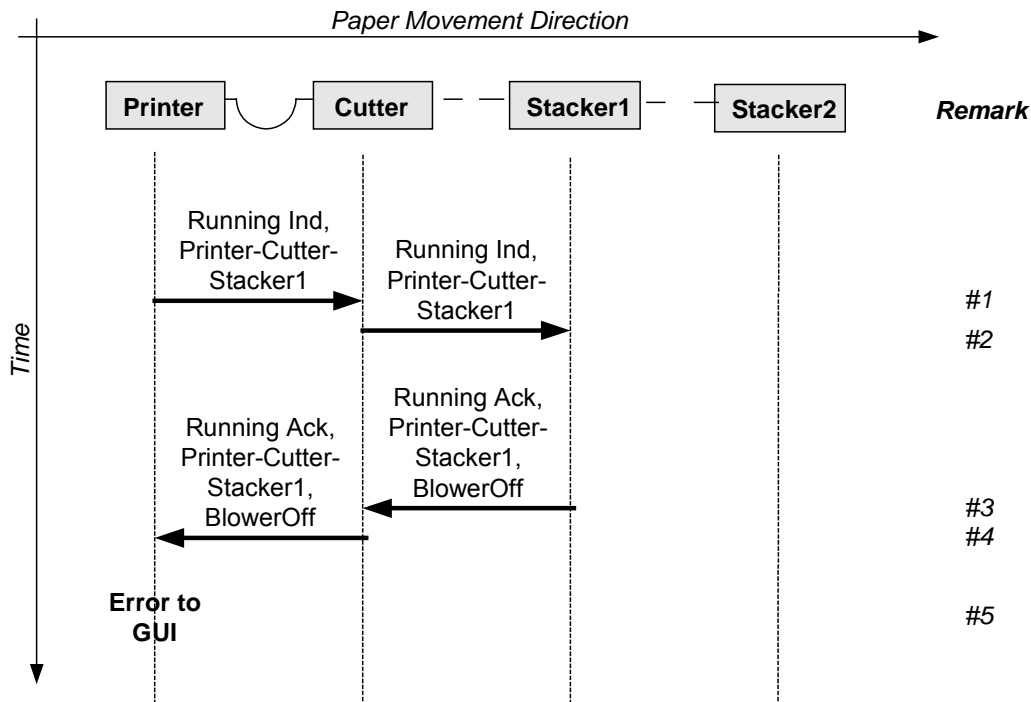 Paper Movement Direction
Printer
Cutter
Stacker1
Stacker2
Remark
Time
Running Ind,
Printer-Cutter-
Stacker1
Running Ind,
Printer-Cutter-
Stacker1
#1
#2
Running Ack,
Printer-Cutter-
Stacker1,
BlowerOff
Running Ack,
Printer-Cutter-
Stacker1,
BlowerOff
#3
#4
Error to
GUI
#5